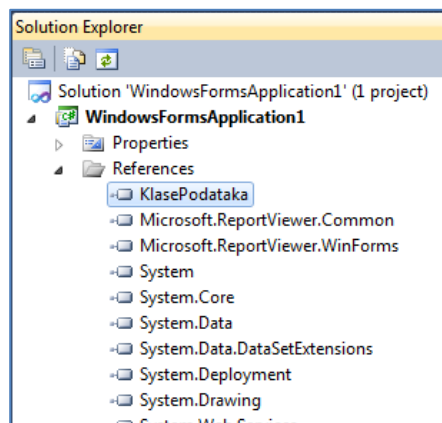 Solution Explorer
Solution 'WindowsFormsApplication1' (1 project)
WindowsFormsApplication1
Properties
References
KlasePodataka
Microsoft.ReportViewer.Common
Microsoft.ReportViewer.WinForms
System
System.Core
System.Data
System.Data.DataSetExtensions
System.Deployment
System.Drawing